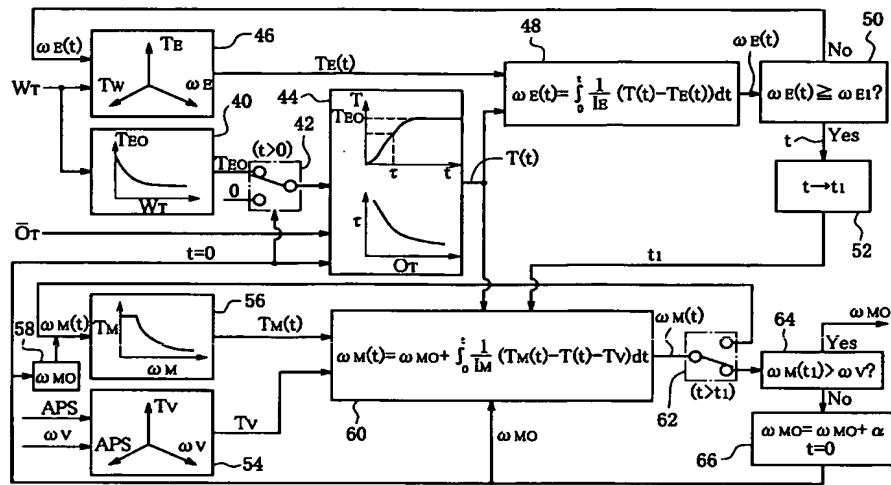 ωE(t)
46
TE
TW
ωE
WT
TE(t)
48
ωE(t)=∫₀ᵗ 1/IE (T(t)-TE(t))dt
ωE(t)
No
50
ωE(t)≧ωE1?
t
Yes
t→t1
52
40
TEO
WT
TEO
(t>0)
42
0
44
T
TEO
τ
t
τ
OT
T(t)
O̅T
t=0
t1
ωM(t)
58
ωMO
TM
ωM
56
TM(t)
ωM(t)=ωMO+∫₀ᵗ 1/IM (TM(t)-T(t)-TV)dt
60
ωM(t)
(t>t1)
62
64
ωMO
Yes
ωM(t1)>ωV?
No
APS
ωV
TV
APS
ωV
54
TV
ωMO
ωMO=ωMO+α
t=0
66